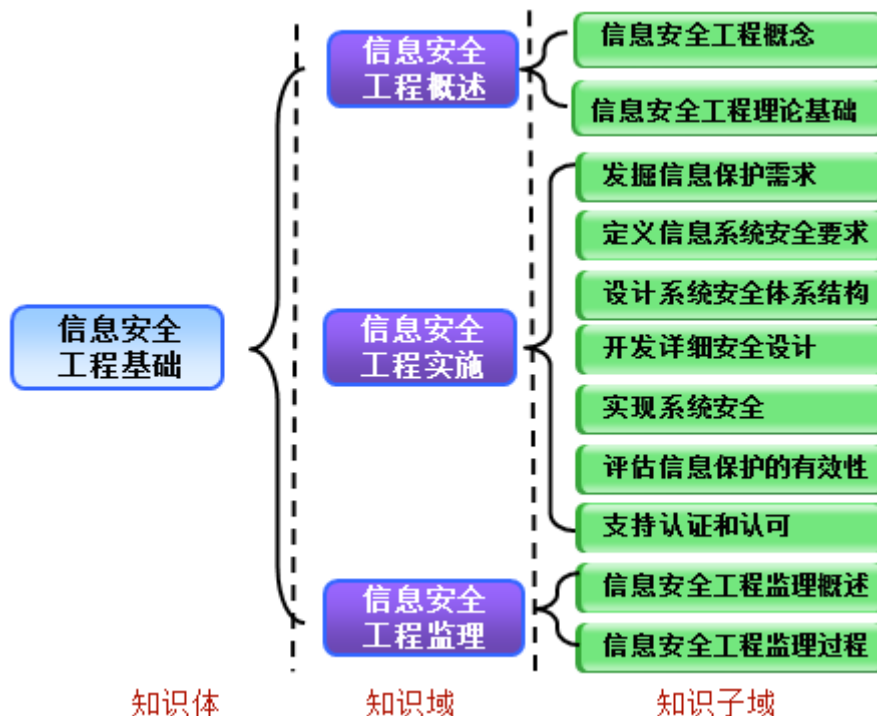 信息安全
工程基础
信息安全
工程概述
信息安全工程概念
信息安全工程理论基础
信息安全
工程实施
发掘信息保护需求
定义信息系统安全要求
设计系统安全体系结构
开发详细安全设计
实现系统安全
评估信息保护的有效性
支持认证和认可
信息安全
工程监理
信息安全工程监理概述
信息安全工程监理过程
知识体
知识域
知识子域